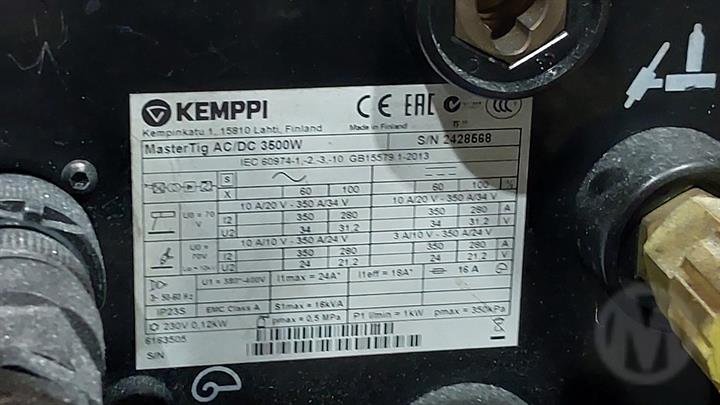 KEMPPI CE EAC
Kempinkatu 1, 15810 Lahti, Finland Made in Finland
MasterTig AC/DC 3500W S/N 2428568
IEC 60974-1,-2,-3,-10 GB15579.1-2013
S
X 60 100 60 100 %
10 A/20 V - 350 A/34 V 10 A/20 V - 350 A/34 V
U0 = 70 V I2 350 280 350 280 A
U2 34 31.2 34 31.2 V
10 A/10 V - 350 A/24 V 3 A/10 V - 350 A/24 V
U0 = 70V I2 350 280 350 280 A
Up = 10kV U2 24 21.2 24 21.2 V
3~ 50-60 Hz U1 = 380*-400V I1max = 24A* I1eff = 18A* 16 A
IP23S EMC Class A S1max = 16kVA
230V 0,12kW pmax = 0,5 MPa P1 l/min = 1kW pmax = 350kPa
6163505
S/N
M